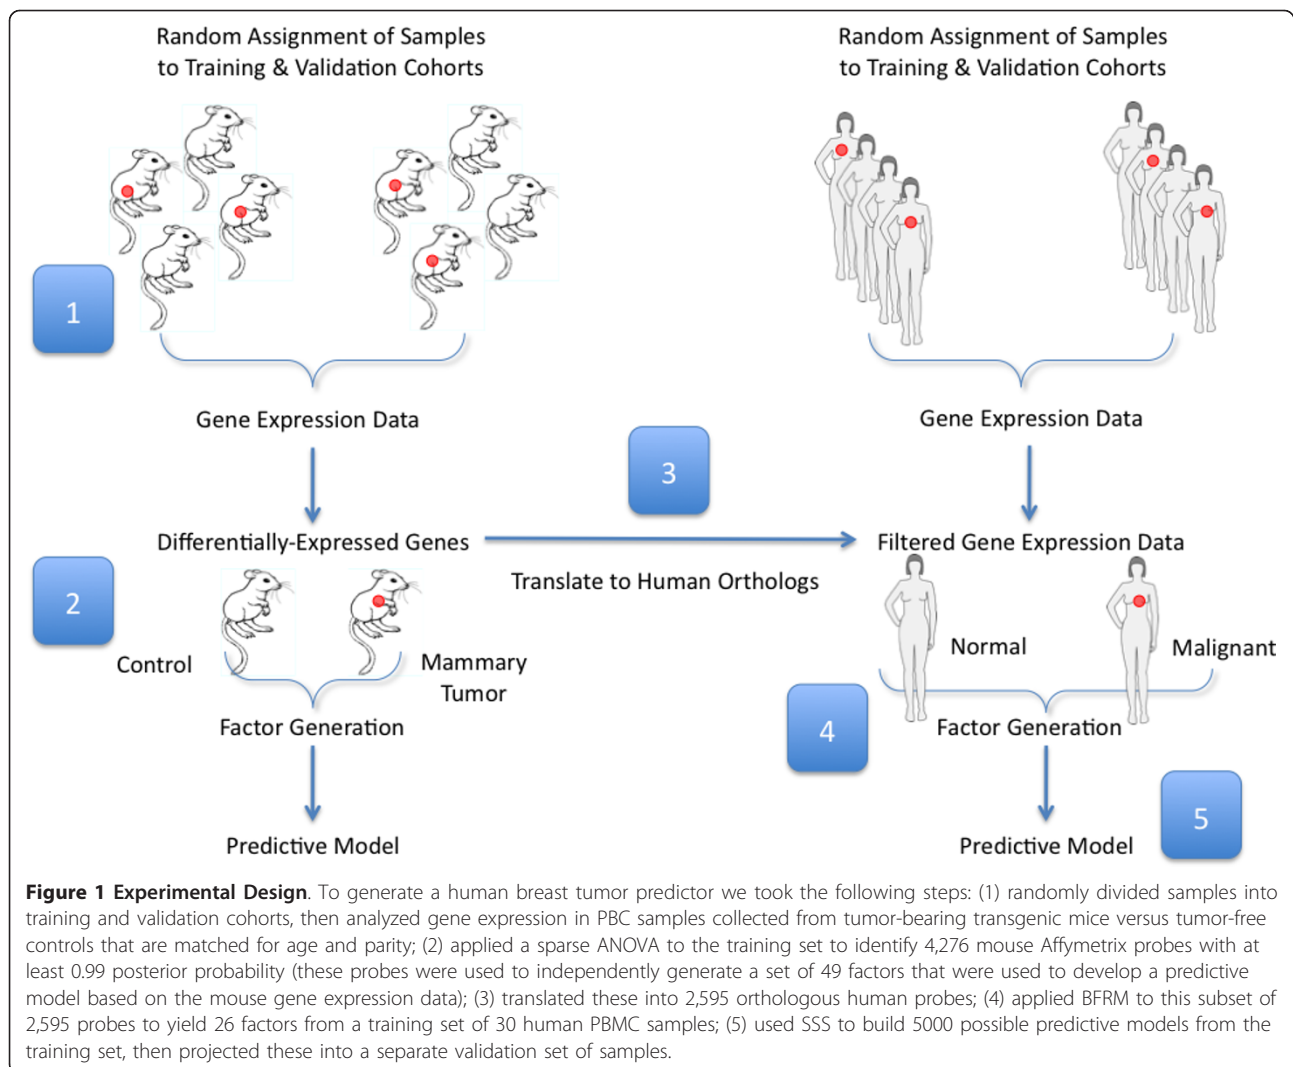 Random Assignment of Samples
to Training & Validation Cohorts
Random Assignment of Samples
to Training & Validation Cohorts
1
Gene Expression Data
Gene Expression Data
3
Differentially-Expressed Genes
Filtered Gene Expression Data
Translate to Human Orthologs
2
Control
Mammary
Tumor
Normal
Malignant
Factor Generation
4
Factor Generation
5
Predictive Model
Predictive Model
Figure 1 Experimental Design. To generate a human breast tumor predictor we took the following steps: (1) randomly divided samples into
training and validation cohorts, then analyzed gene expression in PBC samples collected from tumor-bearing transgenic mice versus tumor-free
controls that are matched for age and parity; (2) applied a sparse ANOVA to the training set to identify 4,276 mouse Affymetrix probes with at
least 0.99 posterior probability (these probes were used to independently generate a set of 49 factors that were used to develop a predictive
model based on the mouse gene expression data); (3) translated these into 2,595 orthologous human probes; (4) applied BFRM to this subset of
2,595 probes to yield 26 factors from a training set of 30 human PBMC samples; (5) used SSS to build 5000 possible predictive models from the
training set, then projected these into a separate validation set of samples.